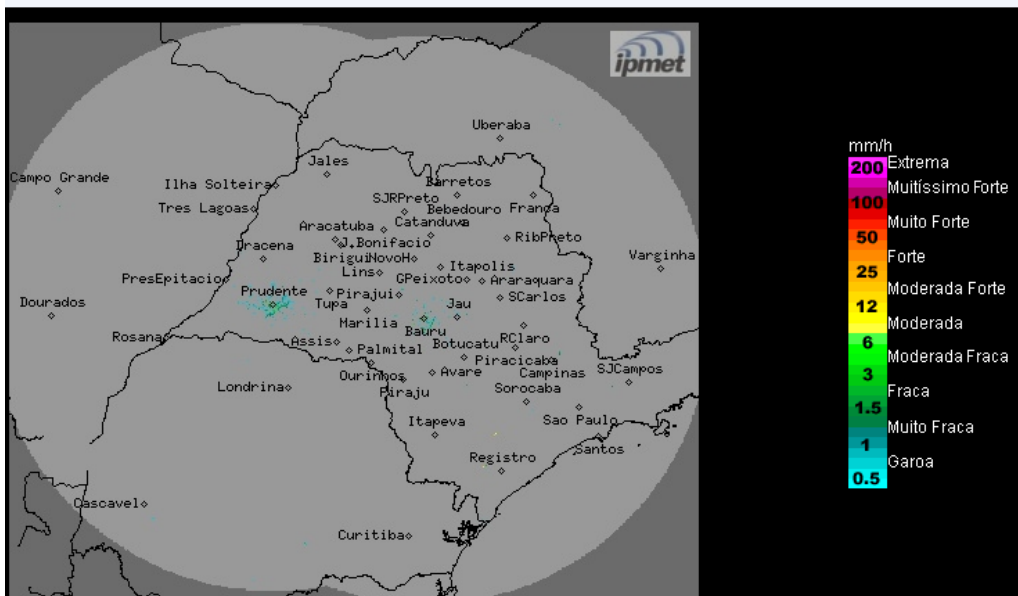 ipmet
Uberaba
Jales
Campo Grande
Ilha Solteira
Barretos
SJRPreto
Tres Lagoas
Bebedouro
Franca
Catanduva
Aracatuba
RibPreto
Dracena
J.Bonifacio
Varginha
Birigui
NovoH
Itapolis
Lins
PresEpitacio
GPeixoto
Araraquara
Prudente
Pirajui
SCarlos
Dourados
Tupa
Jau
Marilia
Bauru
Rosana
Assis
Botucatu
RClaro
Palmital
Piracicaba
Ourinhos
Avare
Campinas
SJCampos
Londrina
Piraju
Sorocaba
Itapeva
Sao Paulo
Santos
Registro
Cascavel
Curitiba
mm/h
200 Extrema
Muitíssimo Forte
100
Muito Forte
50
Forte
25
Moderada Forte
12
Moderada
6
Moderada Fraca
3
Fraca
1.5
Muito Fraca
1
Garoa
0.5